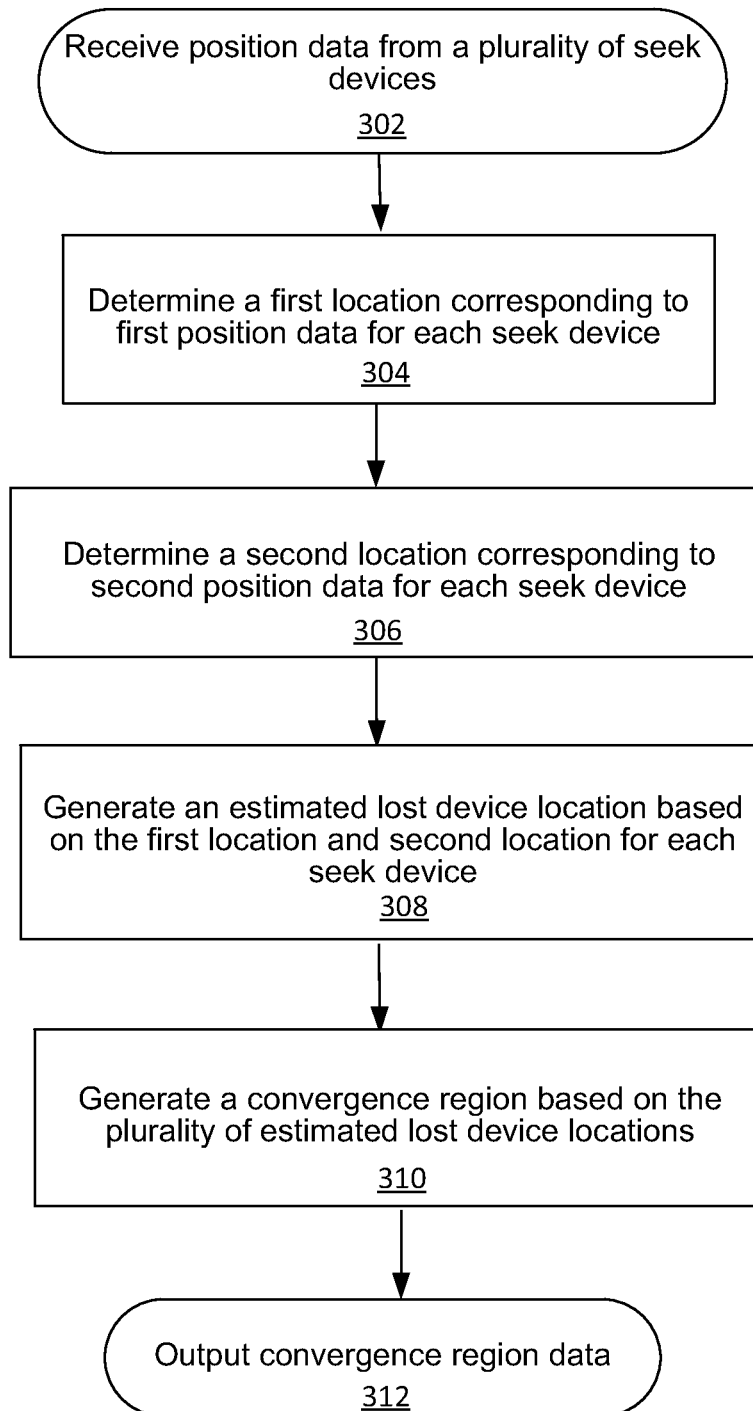 Receive position data from a plurality of seek
devices
302
Determine a first location corresponding to
first position data for each seek device
304
Determine a second location corresponding to
second position data for each seek device
306
Generate an estimated lost device location based
on the first location and second location for each
seek device
308
Generate a convergence region based on the
plurality of estimated lost device locations
310
Output convergence region data
312